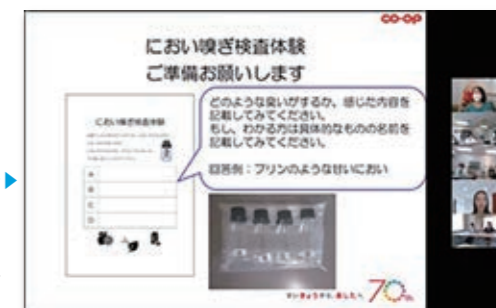 co-op
におい嗅ぎ検査体験
ご準備お願いします
どのような臭いがするか、感じた内容を
記載してみてください。
もし、わかる方は具体的なものの名前を
記載してみてください。
回答例：プリンのような甘いにおい
におい嗅ぎ検査体験
A
B
C
D
70th